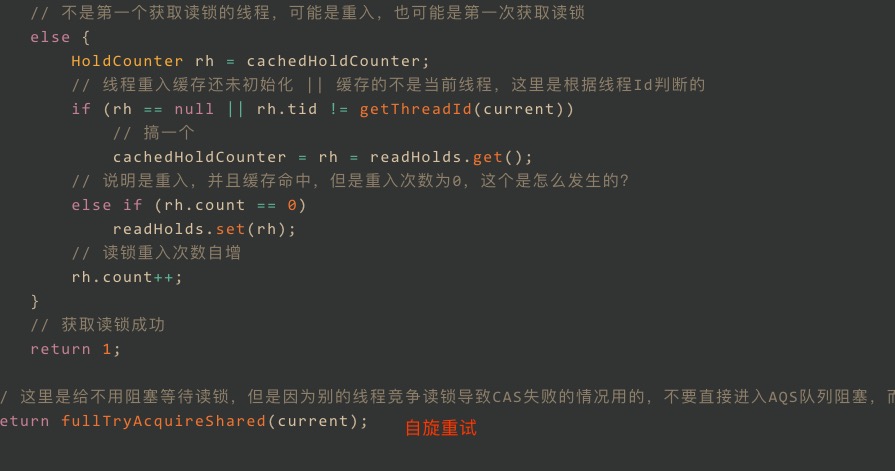 // 不是第一个获取读锁的线程，可能是重入，也可能是第一次获取读锁
else {
HoldCounter rh = cachedHoldCounter;
// 线程重入缓存还未初始化 || 缓存的不是当前线程，这里是根据线程Id判断的
if (rh == null || rh.tid != getThreadId(current))
// 搞一个
cachedHoldCounter = rh = readHolds.get();
// 说明是重入，并且缓存命中，但是重入次数为0，这个是怎么发生的？
else if (rh.count == 0)
readHolds.set(rh);
// 读锁重入次数自增
rh.count++;
}
// 获取读锁成功
return 1;
/ 这里是给不用阻塞等待读锁，但是因为别的线程竞争读锁导致CAS失败的情况用的，不要直接进入AQS队列阻塞，而
eturn fullTryAcquireShared(current);
自旋重试